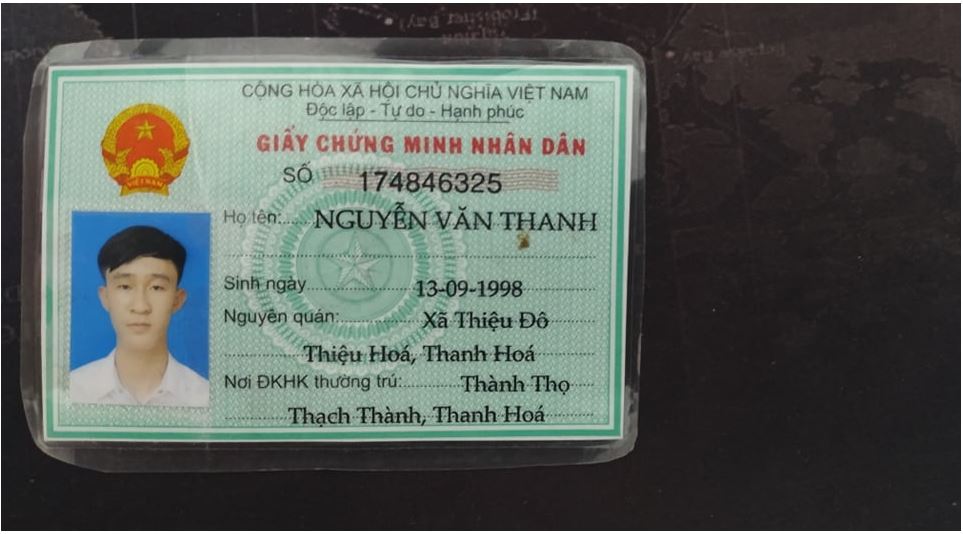 CỘNG HÒA XÃ HỘI CHỦ NGHĨA VIỆT NAM
Độc lập - Tự do - Hạnh phúc
GIẤY CHỨNG MINH NHÂN DÂN
SỐ 174846325
Họ tên: NGUYỄN VĂN THANH
Sinh ngày 13-09-1998
Nguyên quán: Xã Thiệu Đô
Thiệu Hoá, Thanh Hoá
Nơi ĐKHK thường trú: Thành Thọ
Thạch Thành, Thanh Hoá
VIỆT NAM